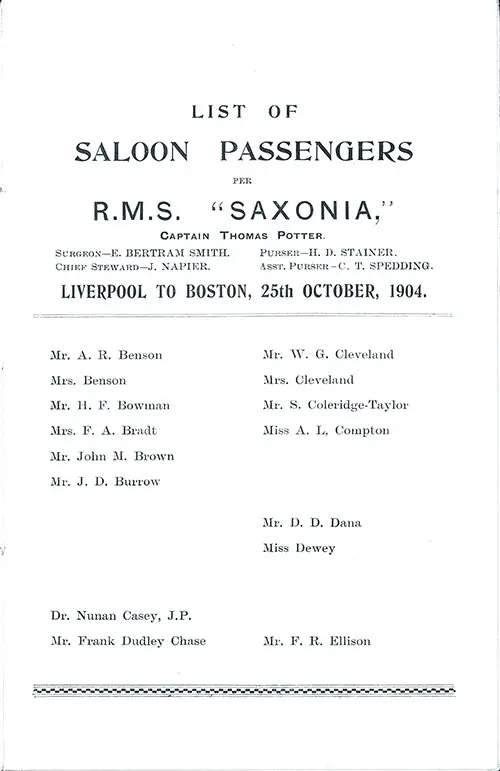 LIST OF
SALOON PASSENGERS
PER
R.M.S. "SAXONIA,"
CAPTAIN THOMAS POTTER.
SURGEON—E. BERTRAM SMITH. PURSER—H. D. STAINER.
CHIEF STEWARD—J. NAPIER. ASST. PURSER—C. T. SPEDDING.
LIVERPOOL TO BOSTON, 25th OCTOBER, 1904.
Mr. A. R. Benson
Mrs. Benson
Mr. H. F. Bowman
Mrs. F. A. Bradt
Mr. John M. Brown
Mr. J. D. Burrow
Dr. Nunan Casey, J.P.
Mr. Frank Dudley Chase
Mr. W. G. Cleveland
Mrs. Cleveland
Mr. S. Coleridge-Taylor
Miss A. L, Compton
Mr. D. D. Dana
Miss Dewey
Mr. F. R. Ellison